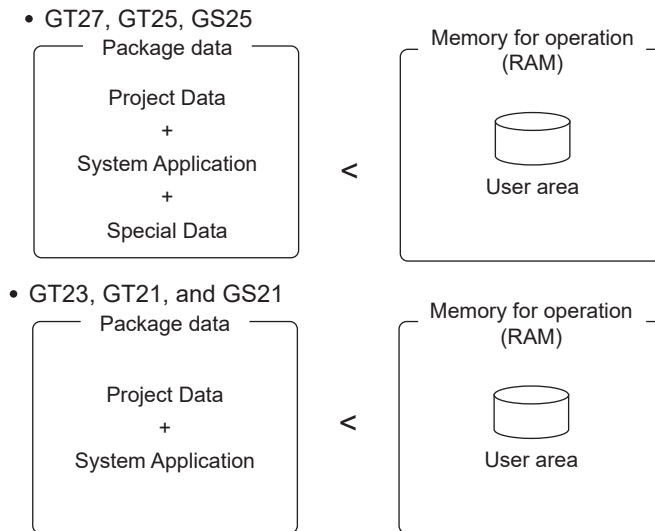 • GT27, GT25, GS25
Package data
Project Data
+
System Application
+
Special Data
<
Memory for operation
(RAM)
User area
• GT23, GT21, and GS21
Package data
Project Data
+
System Application
<
Memory for operation
(RAM)
User area